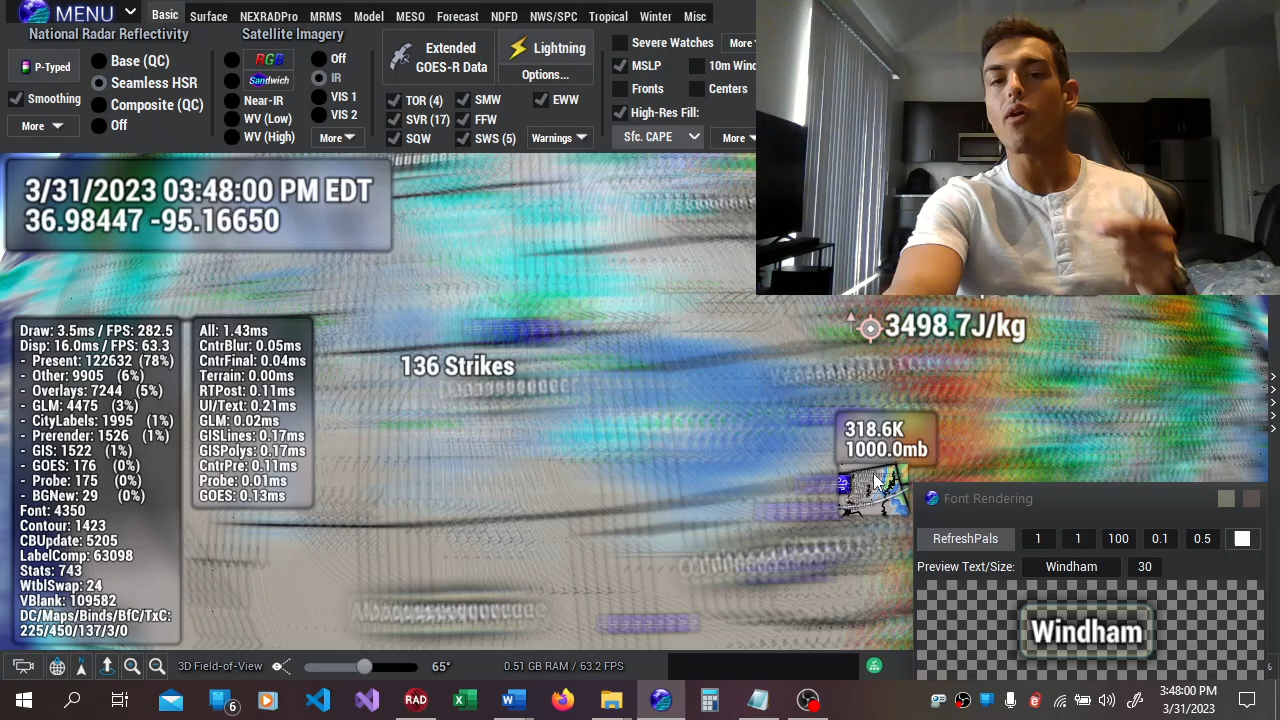 MENU
Basic Surface NEXRADPro MRMS Model MESO Forecast NDFD NWS/SPC Tropical Winter Misc
National Radar Reflectivity
P-Typed
Smoothing
More
Base (QC)
Seamless HSR
Composite (QC)
Off
Satellite Imagery
RGB
Sandwich
Near-IR
WV (Low)
WV (High)
Off
IR
VIS 1
VIS 2
More
Extended
GOES-R Data
Lightning
Options...
TOR (4) SMW EWW
SVR (17) FFW
SQW SWS (5) Warnings
Severe Watches More
MSLP 10m Wind
Fronts Centers
High-Res Fill:
Sfc. CAPE More
3/31/2023 03:48:00 PM EDT
36.98447 -95.16650
Draw: 3.5ms / FPS: 282.5
Disp: 16.0ms / FPS: 63.3
- Present: 122632 (78%)
- Other: 9905 (6%)
- Overlays: 7244 (5%)
- GLM: 4475 (3%)
- CityLabels: 1995 (1%)
- Prerender: 1526 (1%)
- GIS: 1522 (1%)
- GOES: 176 (0%)
- Probe: 175 (0%)
- BGNew: 29 (0%)
Font: 4350
Contour: 1423
CBUpdate: 5205
LabelComp: 63098
Stats: 743
WtblSwap: 24
VBlank: 109582
DC/Maps/Binds/BfC/TxC:
225/450/137/3/0
All: 1.43ms
CntrBlur: 0.05ms
CntrFinal: 0.04ms
Terrain: 0.00ms
RTPost: 0.11ms
UI/Text: 0.21ms
GLM: 0.02ms
GISLines: 0.17ms
GISPolys: 0.17ms
CntrPre: 0.11ms
Probe: 0.01ms
GOES: 0.13ms
136 Strikes
3498.7J/kg
318.6K
1000.0mb
Font Rendering
RefreshPals 1 1 100 0.1 0.5
Preview Text/Size: Windham 30
Windham
3D Field-of-View 65° 0.51 GB RAM / 63.2 FPS
6 RAD
3:48:00 PM
3/31/2023